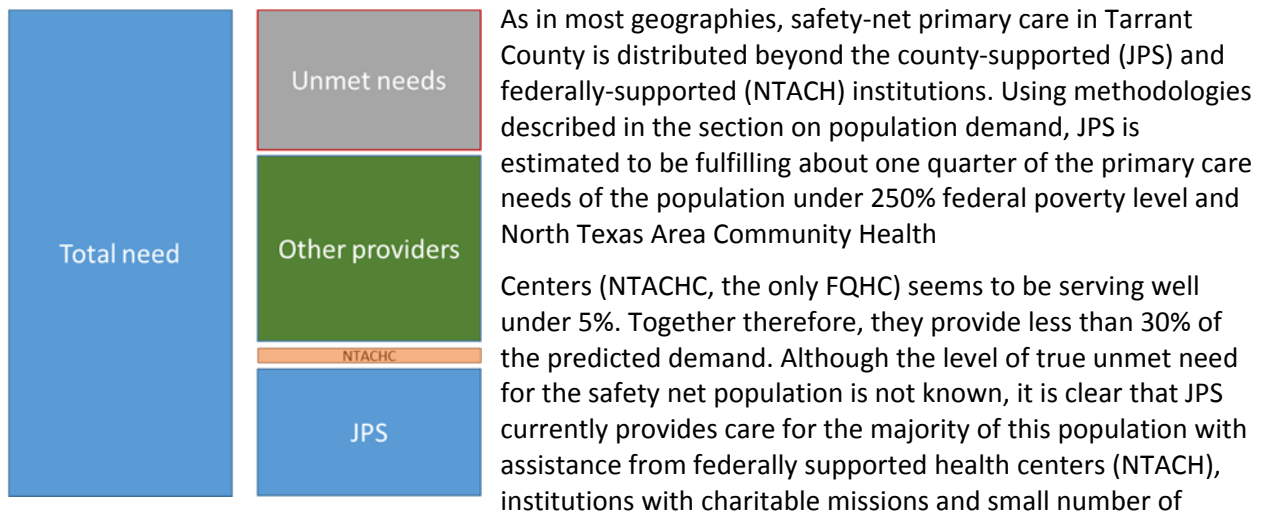 Total need
Unmet needs
Other providers
NTACHC
JPS
As in most geographies, safety-net primary care in Tarrant
County is distributed beyond the county-supported (JPS) and
federally-supported (NTACH) institutions. Using methodologies
described in the section on population demand, JPS is
estimated to be fulfilling about one quarter of the primary care
needs of the population under 250% federal poverty level and
North Texas Area Community Health
Centers (NTACHC, the only FQHC) seems to be serving well
under 5%. Together therefore, they provide less than 30% of
the predicted demand. Although the level of true unmet need
for the safety net population is not known, it is clear that JPS
currently provides care for the majority of this population with
assistance from federally supported health centers (NTACH),
institutions with charitable missions and small number of